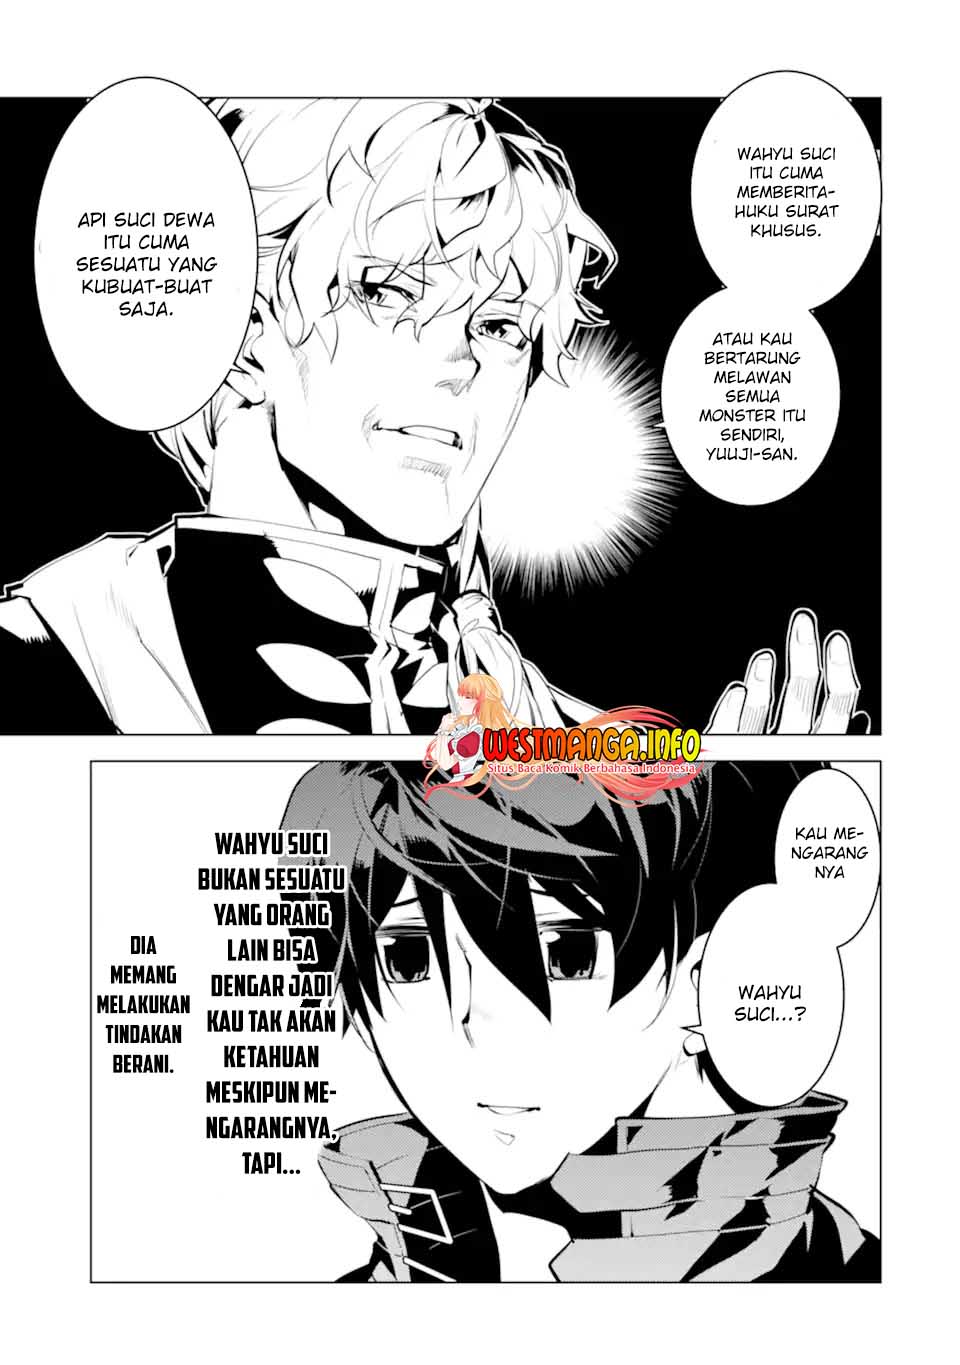 WAHYU SUCI
ITU CUMA
MEMBERITA-
HUKU SURAT
KHUSUS.
ATAU KAU
BERTARUNG
MELAWAN
SEMUA
MONSTER ITU
SENDIRI,
YUUJI-SAN.
API SUCI DEWA
ITU CUMA
SESUATU YANG
KUBUAT-BUAT
SAJA.
WESTMANGA.INFO
Situs Baca Komik Berbahasa Indonesia
KAU ME-
NGARANG
NYA
WAHYU
SUCI...?
WAHYU SUCI
BUKAN SESUATU
YANG ORANG
LAIN BISA
DENGAR JADI
KAU TAK AKAN
KETAHUAN
MESKIPUN ME-
NGARANGNYA,
TAPI...
DIA
MEMANG
MELAKUKAN
TINDAKAN
BERANI.